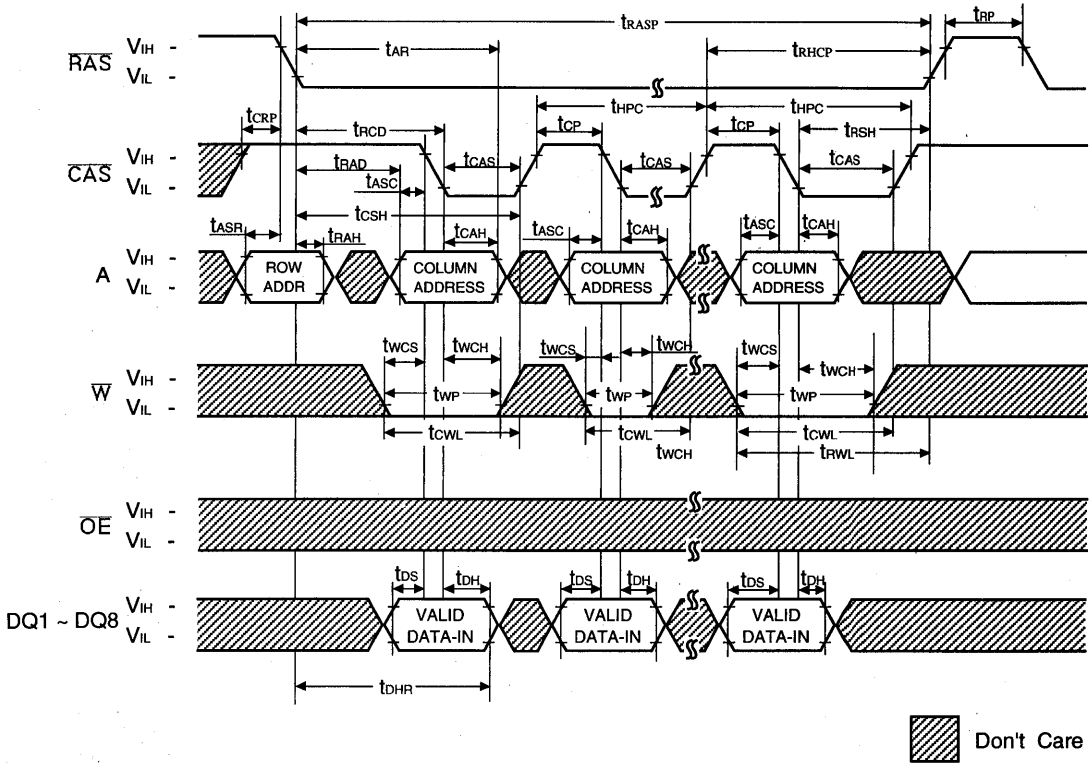 tRASP
tRP
tAR
tRHCP
RAS
VIH -
VIL -
tCRP
tRCD
tHPC
tHPC
tCP
tCP
tRSH
CAS
VIH -
VIL -
tRAD
tCAS
tCAS
tCAS
tASC
tCSH
tASR
tRAH
tCAH
tASC
tCAH
tASC
tCAH
A
VIH -
VIL -
ROW ADDR
COLUMN ADDRESS
COLUMN ADDRESS
COLUMN ADDRESS
tWCS
tWCH
tWCS
tWCH
tWCS
tWCH
W
VIH -
VIL -
tWP
tWP
tWP
tCWL
tCWL
tCWL
tWCH
tRWL
OE
VIH -
VIL -
tDS
tDH
tDS
tDH
tDS
tDH
DQ1 ~ DQ8
VIH -
VIL -
VALID DATA-IN
VALID DATA-IN
VALID DATA-IN
tDHR
Don't Care